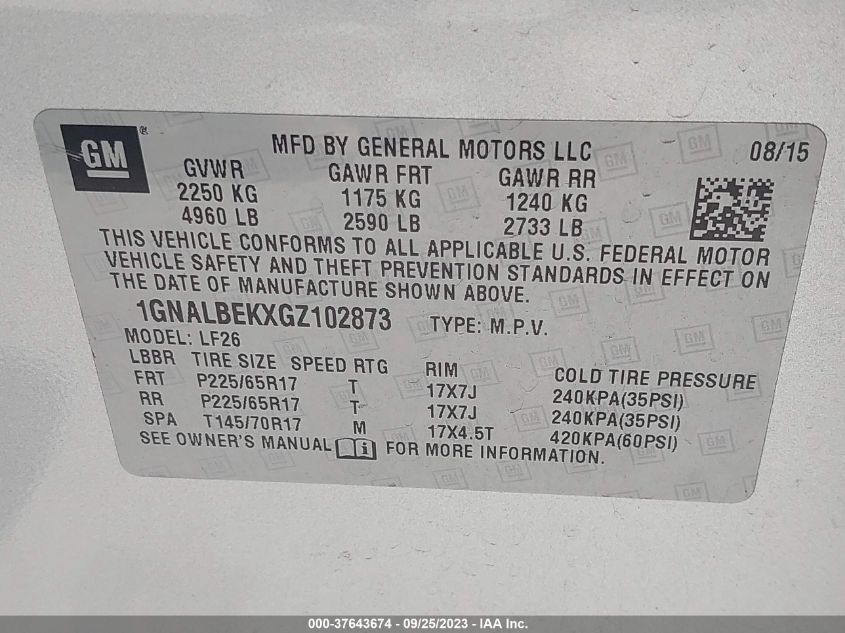 GM ®
MFD BY GENERAL MOTORS LLC 08/15
GVWR GAWR FRT GAWR RR
2250 KG 1175 KG 1240 KG
4960 LB 2590 LB 2733 LB
THIS VEHICLE CONFORMS TO ALL APPLICABLE U.S. FEDERAL MOTOR
VEHICLE SAFETY AND THEFT PREVENTION STANDARDS IN EFFECT ON
THE DATE OF MANUFACTURE SHOWN ABOVE.
1GNALBEKXGZ102873 TYPE: M.P.V.
MODEL: LF26
LBBR TIRE SIZE SPEED RTG RIM COLD TIRE PRESSURE
FRT P225/65R17 T 17X7J 240KPA(35PSI)
RR P225/65R17 T 17X7J 240KPA(35PSI)
SPA T145/70R17 M 17X4.5T 420KPA(60PSI)
SEE OWNER'S MANUAL i FOR MORE INFORMATION.
000-37643674 / 09/25/2023 - IAA Inc.